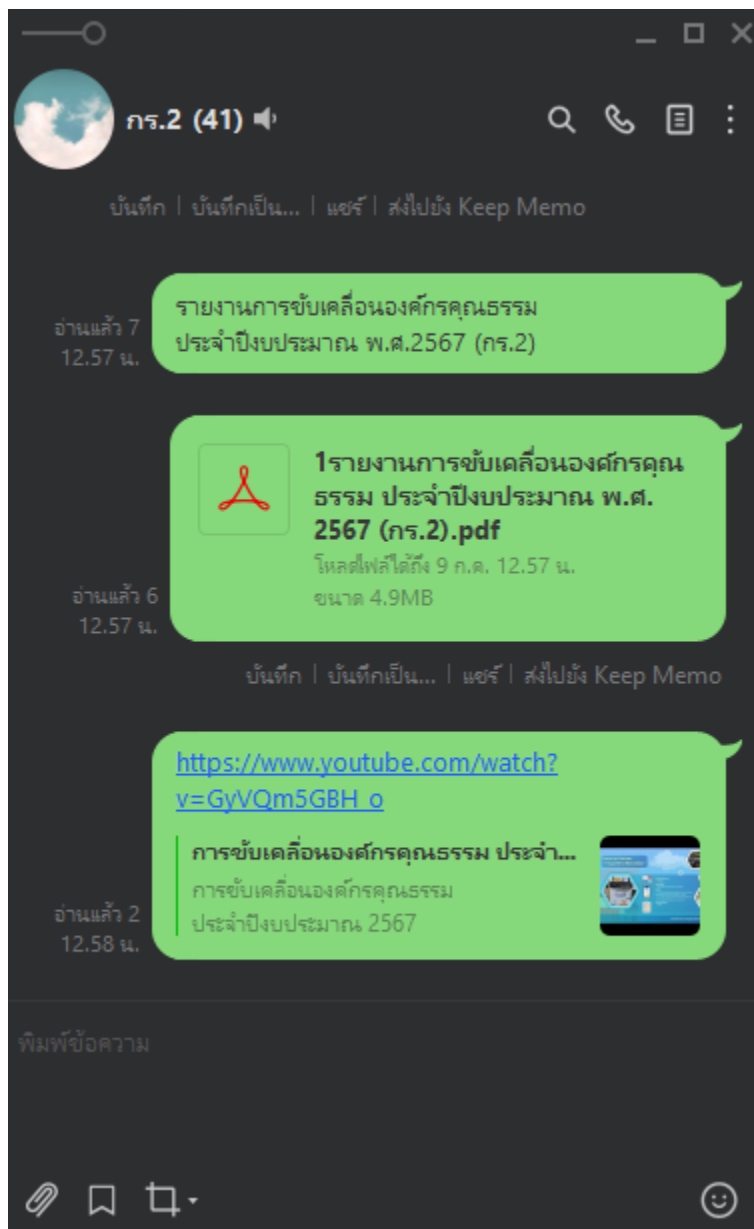 กร.2 (41)
บันทึก | บันทึกเป็น... | แชร์ | ส่งไปยัง Keep Memo
รายงานการขับเคลื่อนองค์กรคุณธรรม
ประจำปีงบประมาณ พ.ศ.2567 (กร.2)
อ่านแล้ว 7
12.57 น.
1รายงานการขับเคลื่อนองค์กรคุณ
ธรรม ประจำปีงบประมาณ พ.ศ.
2567 (กร.2).pdf
โหลดไฟล์ได้ถึง 9 ก.ค. 12.57 น.
ขนาด 4.9MB
อ่านแล้ว 6
12.57 น.
บันทึก | บันทึกเป็น... | แชร์ | ส่งไปยัง Keep Memo
https://www.youtube.com/watch?
v=GyVQm5GBH_o
การขับเคลื่อนองค์กรคุณธรรม ประจำ...
การขับเคลื่อนองค์กรคุณธรรม
ประจำปีงบประมาณ 2567
อ่านแล้ว 2
12.58 น.
พิมพ์ข้อความ